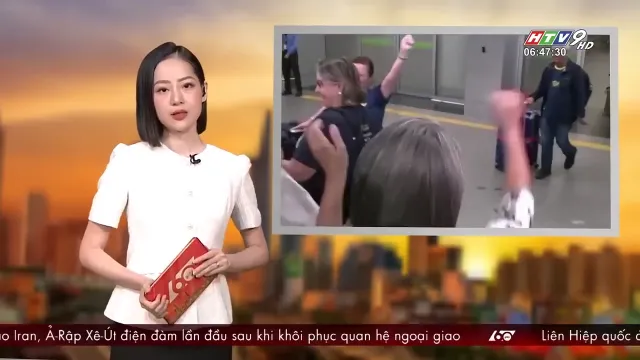 HTV9 HD
06:47:30
ao Iran, Ả-Rập Xê-Út điện đàm lần đầu sau khi khôi phục quan hệ ngoại giao
Liên Hiệp quốc đ